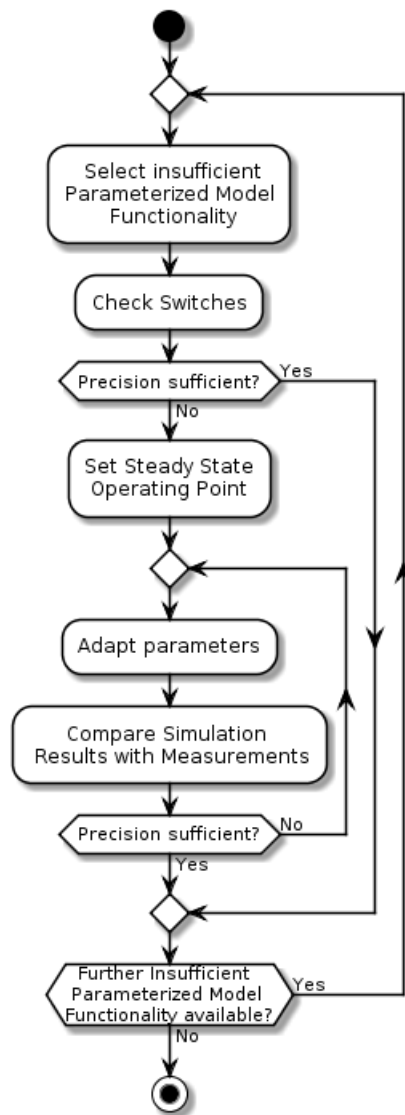 Select insufficient
Parameterized Model
Functionality
Check Switches
Precision sufficient?
Yes
No
Set Steady State
Operating Point
Adapt parameters
Compare Simulation
Results with Measurements
Precision sufficient?
No
Yes
Further Insufficient
Parameterized Model
Functionality available?
Yes
No